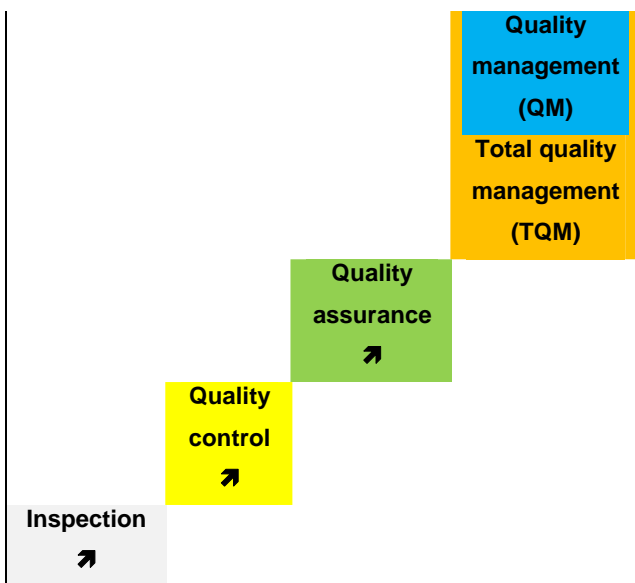 Quality
management
(QM)
Total quality
management
(TQM)
Quality
assurance
Quality
control
Inspection